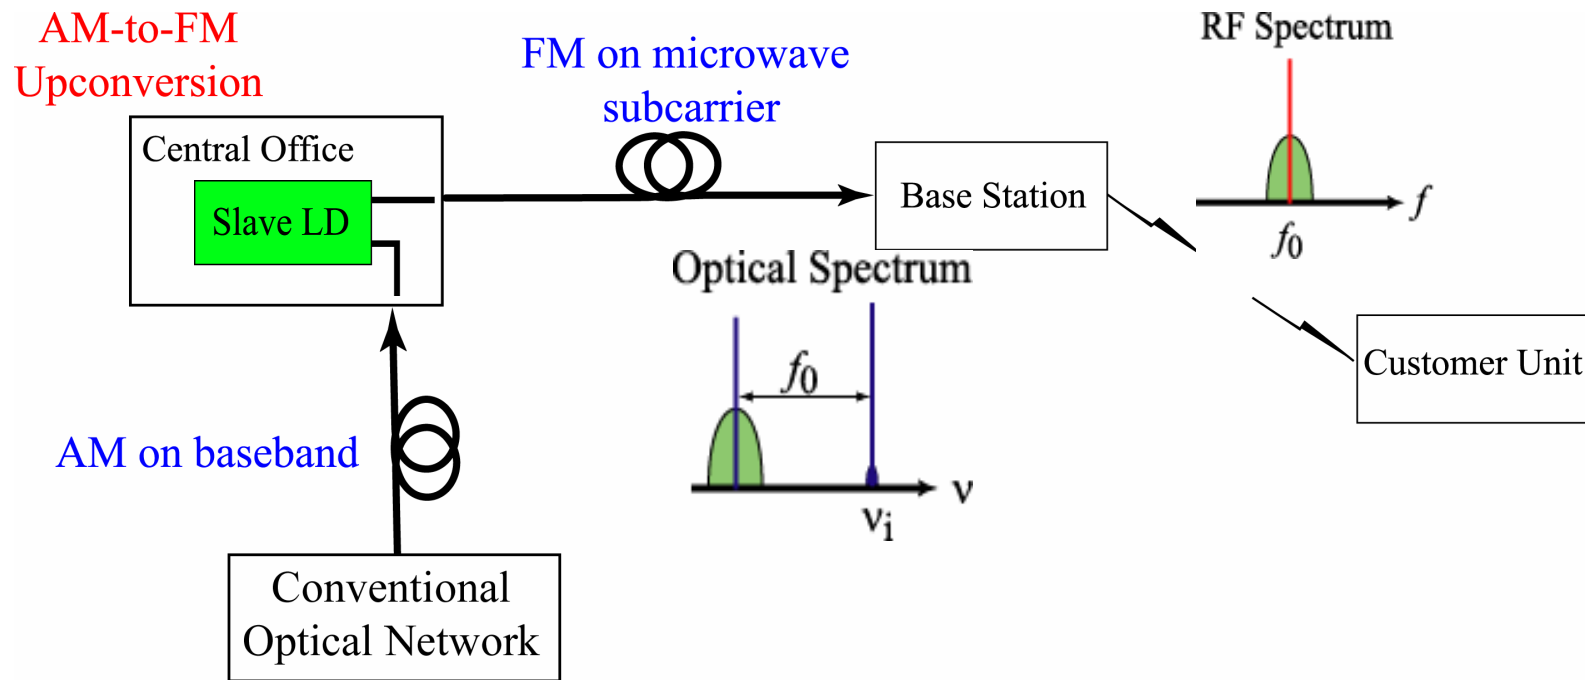 AM-to-FM
Upconversion
Central Office
Slave LD
FM on microwave
subcarrier
Base Station
RF Spectrum
f
f0
Optical Spectrum
f0
ν
νi
Customer Unit
AM on baseband
Conventional
Optical Network